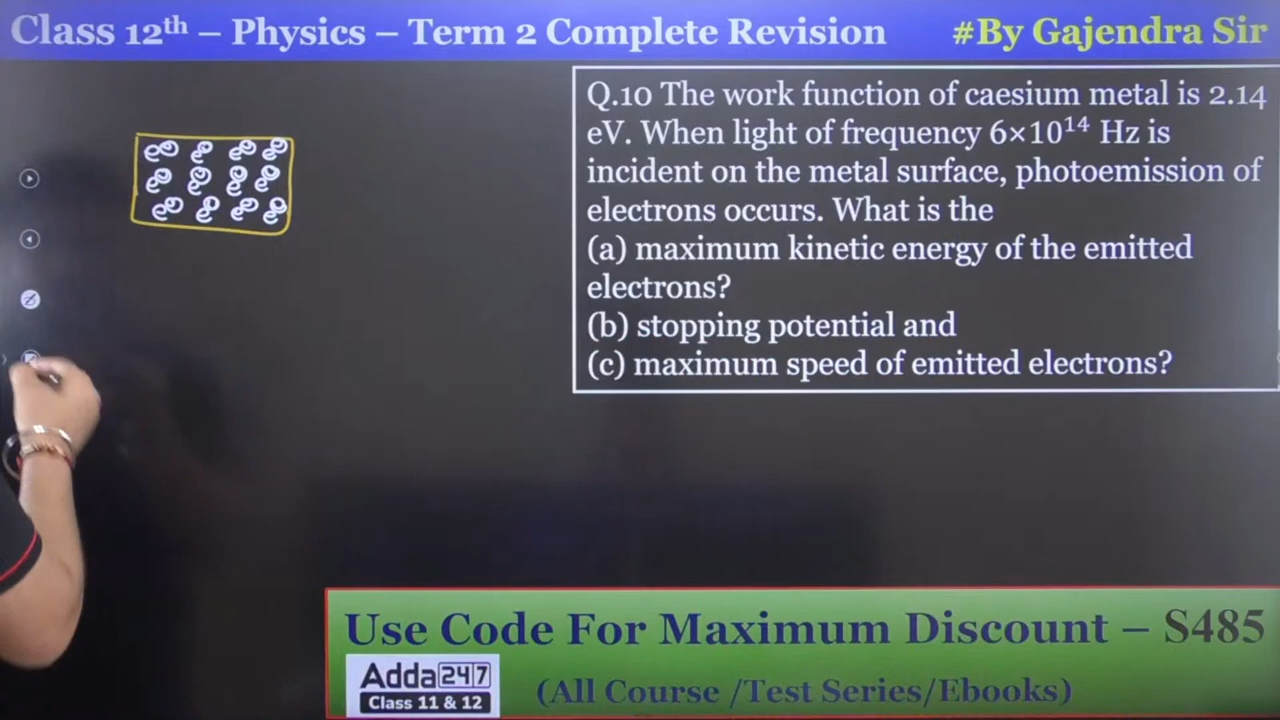 Class 12th – Physics – Term 2 Complete Revision #By Gajendra Sir
Q.10 The work function of caesium metal is 2.14
eV. When light of frequency 6×10¹⁴ Hz is
incident on the metal surface, photoemission of
electrons occurs. What is the
(a) maximum kinetic energy of the emitted
electrons?
(b) stopping potential and
(c) maximum speed of emitted electrons?
Use Code For Maximum Discount – S485
Adda247
Class 11 & 12
(All Course /Test Series/Ebooks)